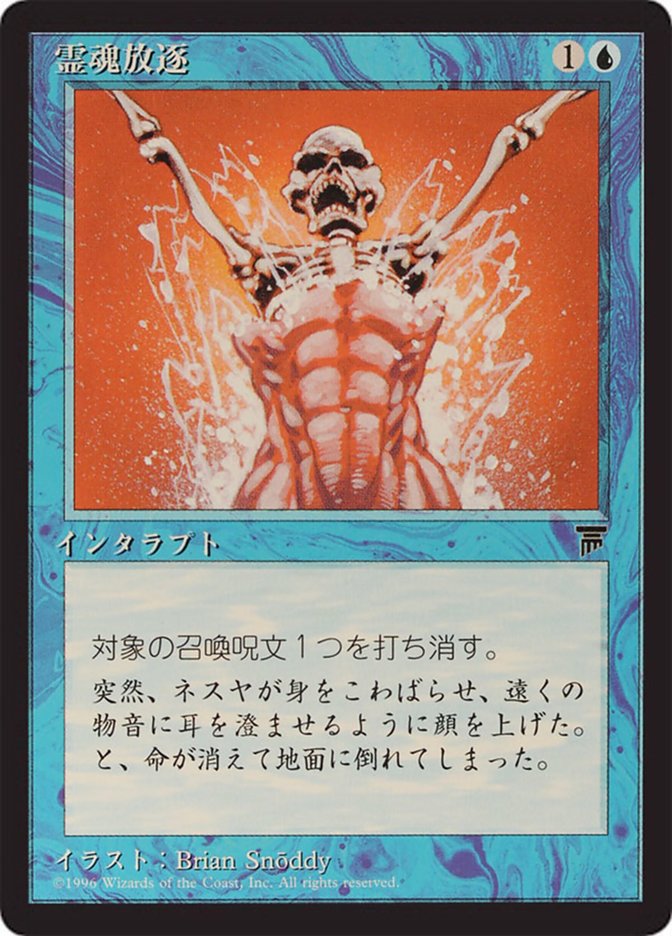 霊魂放逐 1
インタラプト
対象の召喚呪文1つを打ち消す。
突然、ネスヤが身をこわばらせ、遠くの
物音に耳を澄ませるように顔を上げた。
と、命が消えて地面に倒れてしまった。
イラスト：Brian Snōddy
©1996 Wizards of the Coast, Inc. All rights reserved.